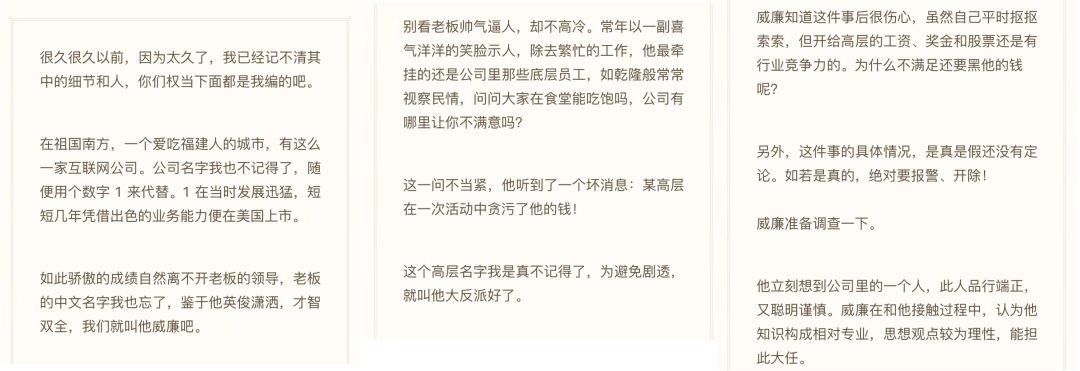 很久很久以前，因为太久了，我已经记不清其
中的细节和人，你们权当下面都是我编的吧。
在祖国南方，一个爱吃福建人的城市，有这么
一家互联网公司。公司名字我也不记得了，随
便用个数字 1 来代替。1 在当时发展迅猛，短
短几年凭借出色的业务能力便在美国上市。
如此骄傲的成绩自然离不开老板的领导，老板
的中文名字我也忘了，鉴于他英俊潇洒，才智
双全，我们就叫他威廉吧。
别看老板帅气逼人，却不高冷。常年以一副喜
气洋洋的笑脸示人，除去繁忙的工作，他最牵
挂的还是公司里那些底层员工，如乾隆般常常
视察民情，问问大家在食堂能吃饱吗，公司有
哪里让你不满意吗？
这一问不当紧，他听到了一个坏消息：某高层
在一次活动中贪污了他的钱！
这个高层名字我是真不记得了，为避免剧透，
就叫他大反派好了。
威廉知道这件事后很伤心，虽然自己平时抠抠
索索，但开给高层的工资、奖金和股票还是有
行业竞争力的。为什么不满足还要黑他的钱
呢？
另外，这件事的具体情况，是真是假还没有定
论。如若是真的，绝对要报警、开除！
威廉准备调查一下。
他立刻想到公司里的一个人，此人品行端正，
又聪明谨慎。威廉在和他接触过程中，认为他
知识构成相对专业，思想观点较为理性，能担
此大任。